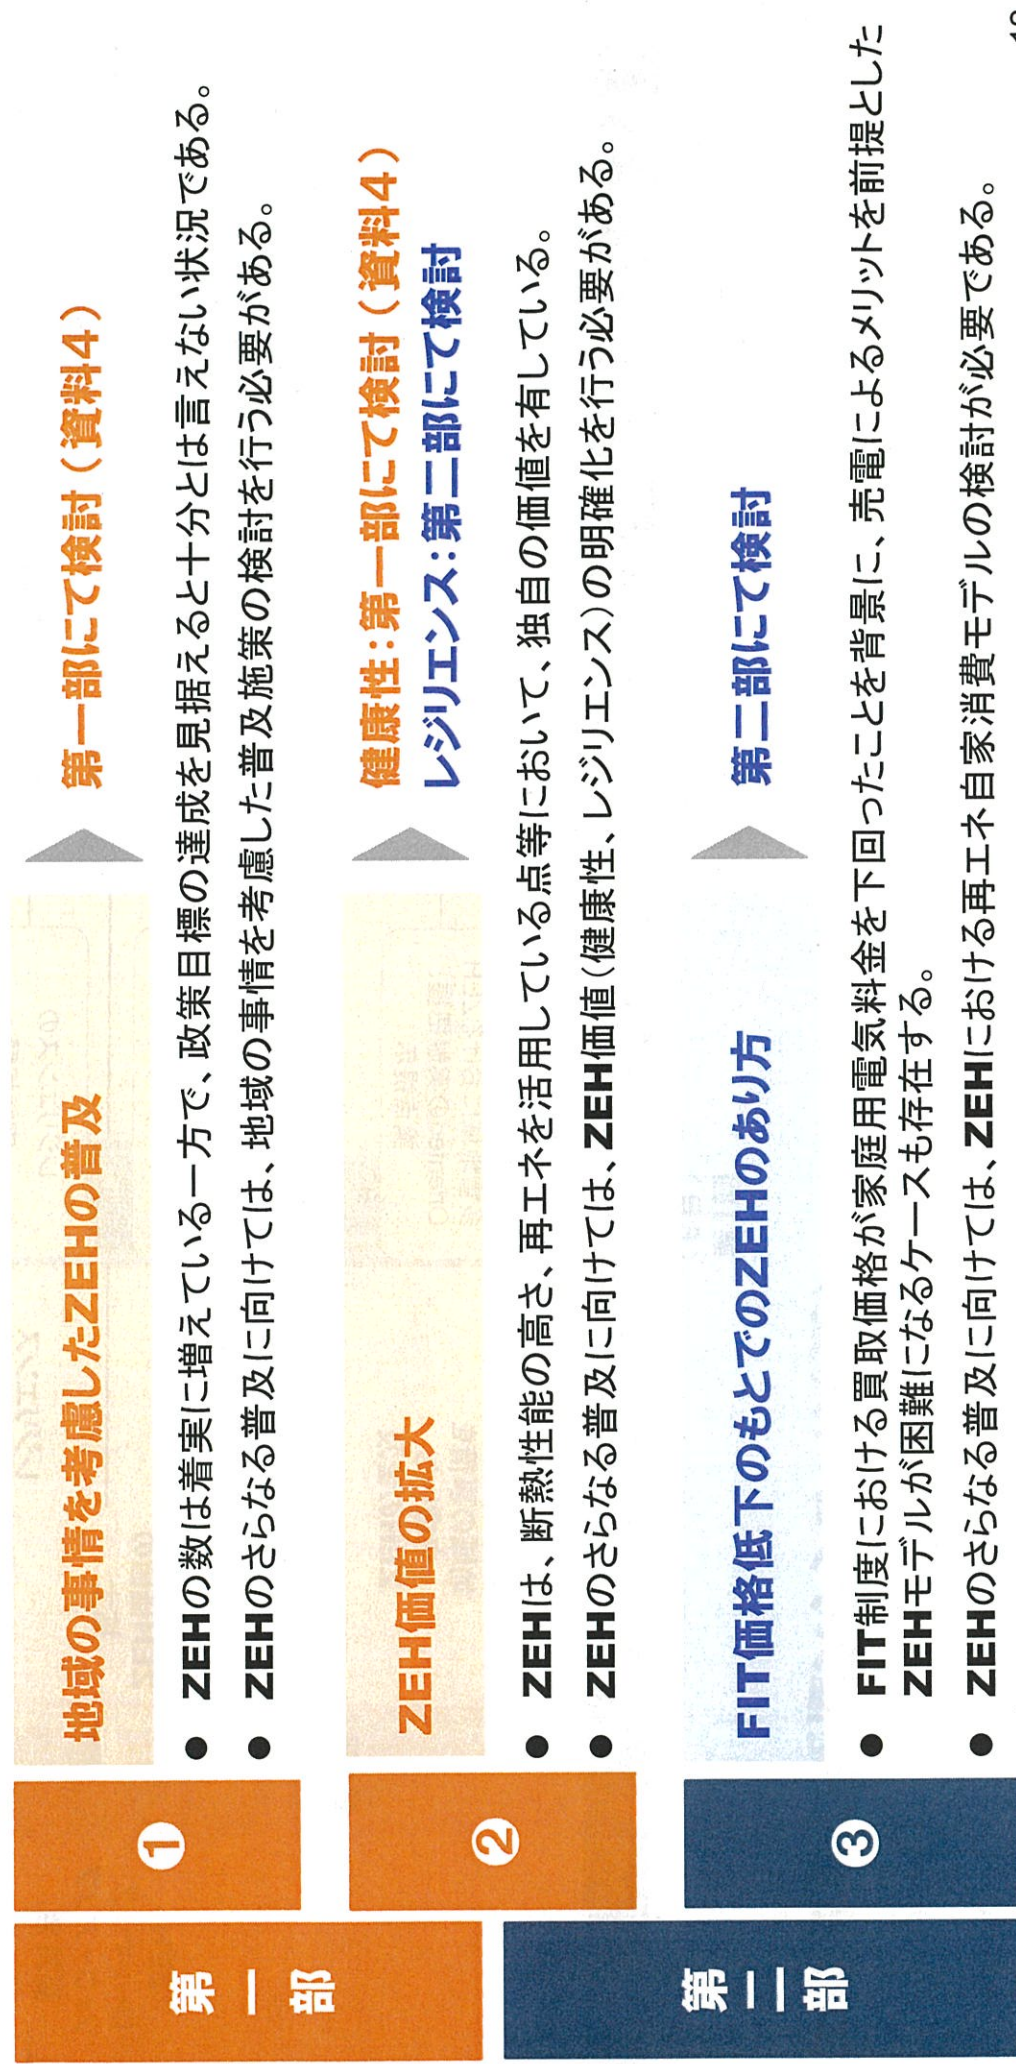 第一部
第二部
①
地域の事情を考慮したZEHの普及
第一部にて検討（資料4）
● ZEHの数は着実に増えている一方で、政策目標の達成を見据えると十分とは言えない状況である。
● ZEHのさらなる普及に向けては、地域の事情を考慮した普及施策の検討を行う必要がある。
②
ZEH価値の拡大
健康性：第一部にて検討（資料4）
レジリエンス：第二部にて検討
● ZEHは、断熱性能の高さ、再エネを活用している点等において、独自の価値を有している。
● ZEHのさらなる普及に向けては、ZEH価値（健康性、レジリエンス）の明確化を行う必要がある。
③
FIT価格低下のもとでのZEHのあり方
第二部にて検討
● FIT制度における買取価格が家庭用電気料金を下回ったことを背景に、売電によるメリットを前提とした
ZEHモデルが困難になるケースも存在する。
● ZEHのさらなる普及に向けては、ZEHにおける再エネ自家消費モデルの検討が必要である。